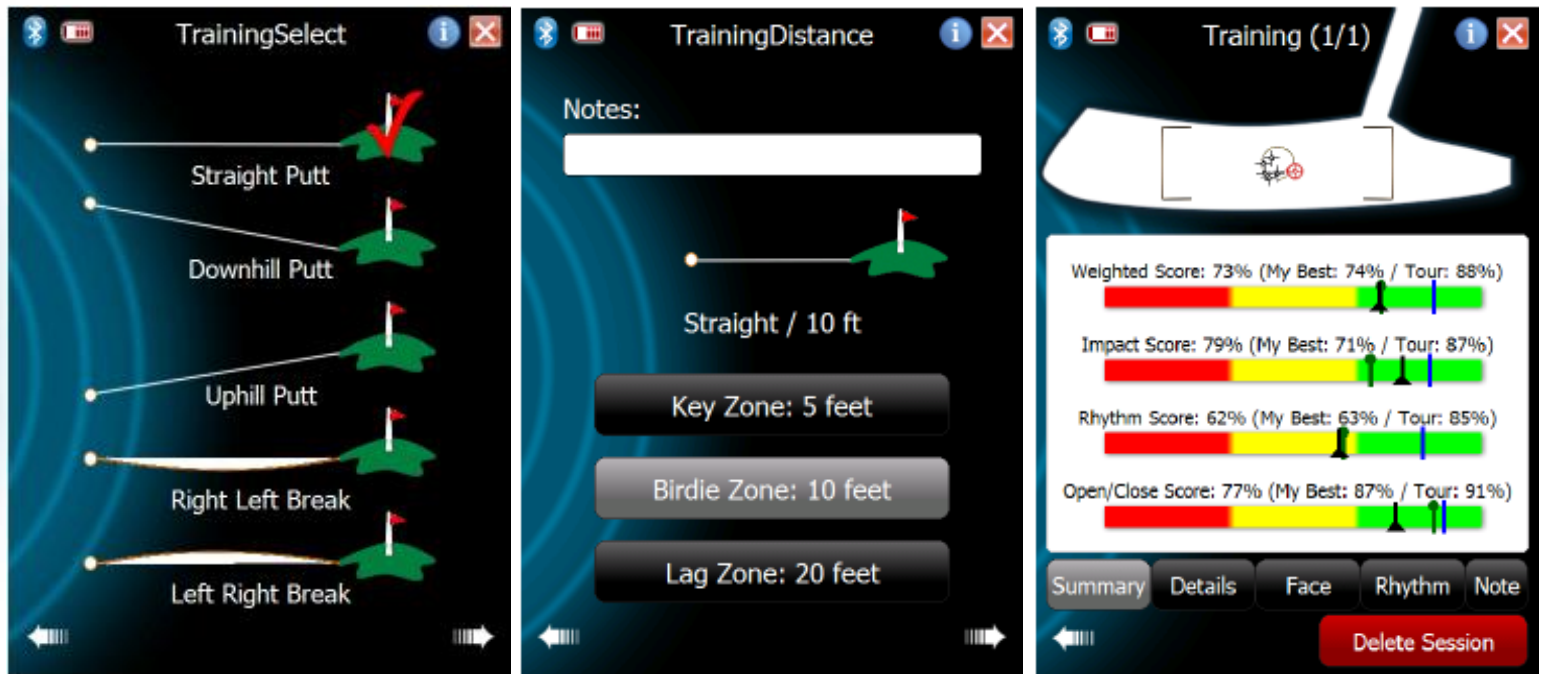 TrainingSelect
Straight Putt
Downhill Putt
Uphill Putt
Right Left Break
Left Right Break
TrainingDistance
Notes:
Straight / 10 ft
Key Zone: 5 feet
Birdie Zone: 10 feet
Lag Zone: 20 feet
Training (1/1)
Weighted Score: 73% (My Best: 74% / Tour: 88%)
Impact Score: 79% (My Best: 71% / Tour: 87%)
Rhythm Score: 62% (My Best: 63% / Tour: 85%)
Open/Close Score: 77% (My Best: 87% / Tour: 91%)
Summary Details Face Rhythm Note
Delete Session